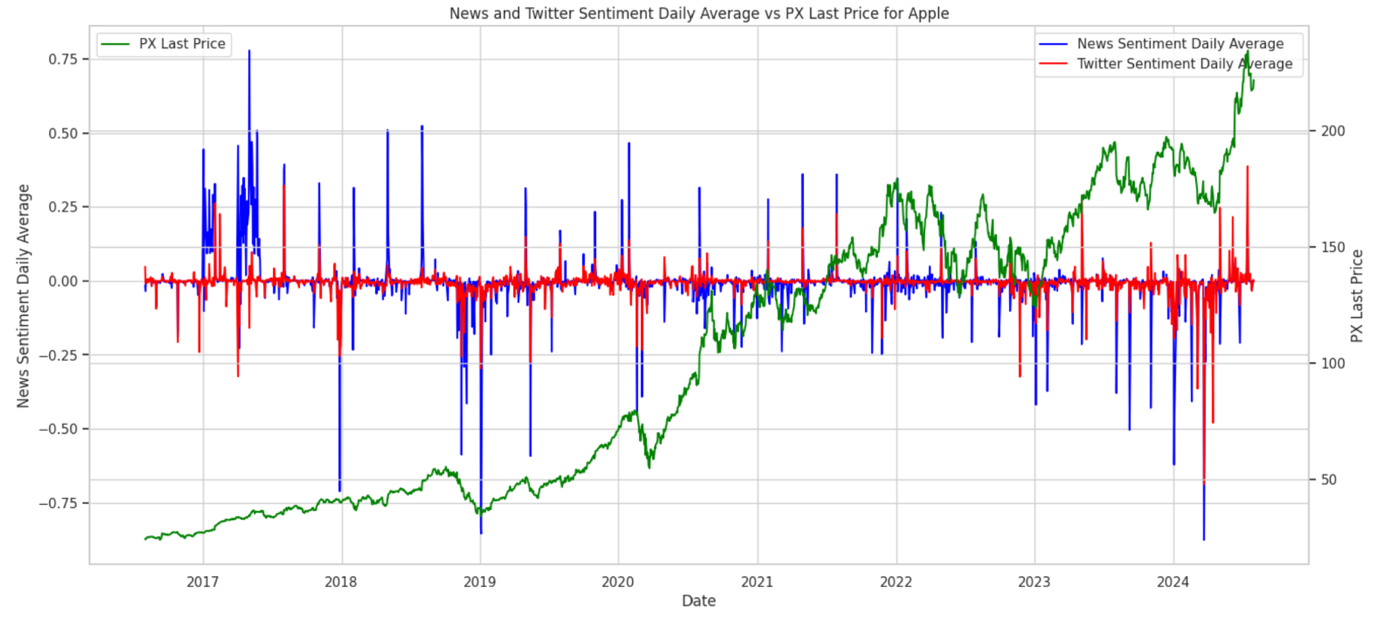 News and Twitter Sentiment Daily Average vs PX Last Price for Apple
PX Last Price
News Sentiment Daily Average
Twitter Sentiment Daily Average
0.75
0.50
0.25
0.00
−0.25
−0.50
−0.75
News Sentiment Daily Average
200
150
100
50
PX Last Price
2017 2018 2019 2020 2021 2022 2023 2024
Date